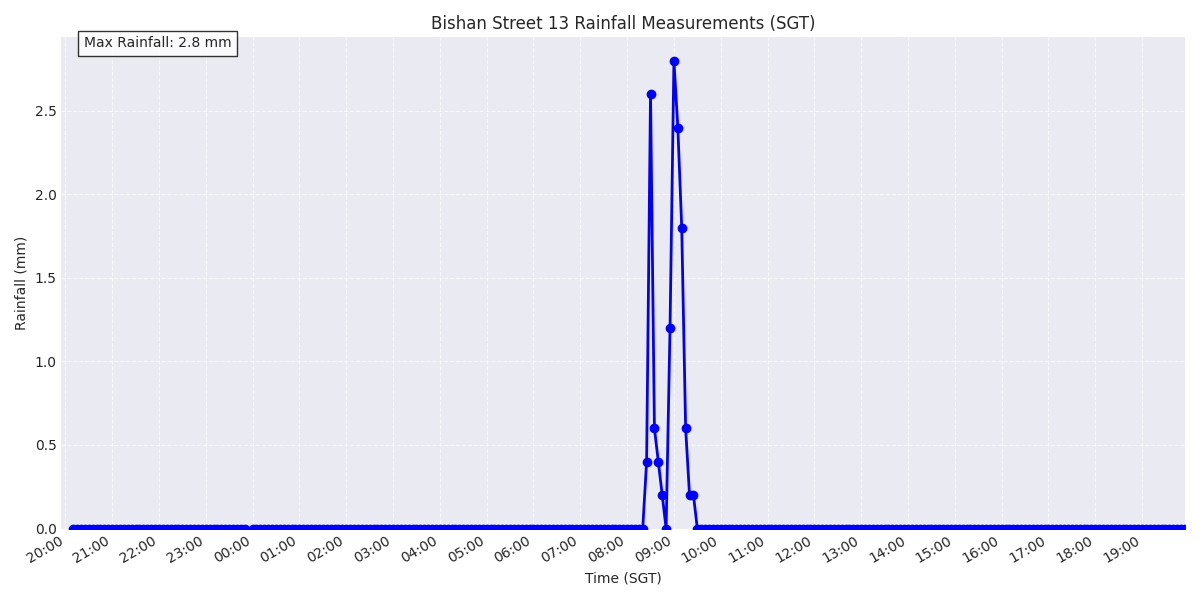 Bishan Street 13 Rainfall Measurements (SGT)
Max Rainfall: 2.8 mm
Rainfall (mm)
2.5
2.0
1.5
1.0
0.5
0.0
20:00 21:00 22:00 23:00 00:00 01:00 02:00 03:00 04:00 05:00 06:00 07:00 08:00 09:00 10:00 11:00 12:00 13:00 14:00 15:00 16:00 17:00 18:00 19:00
Time (SGT)